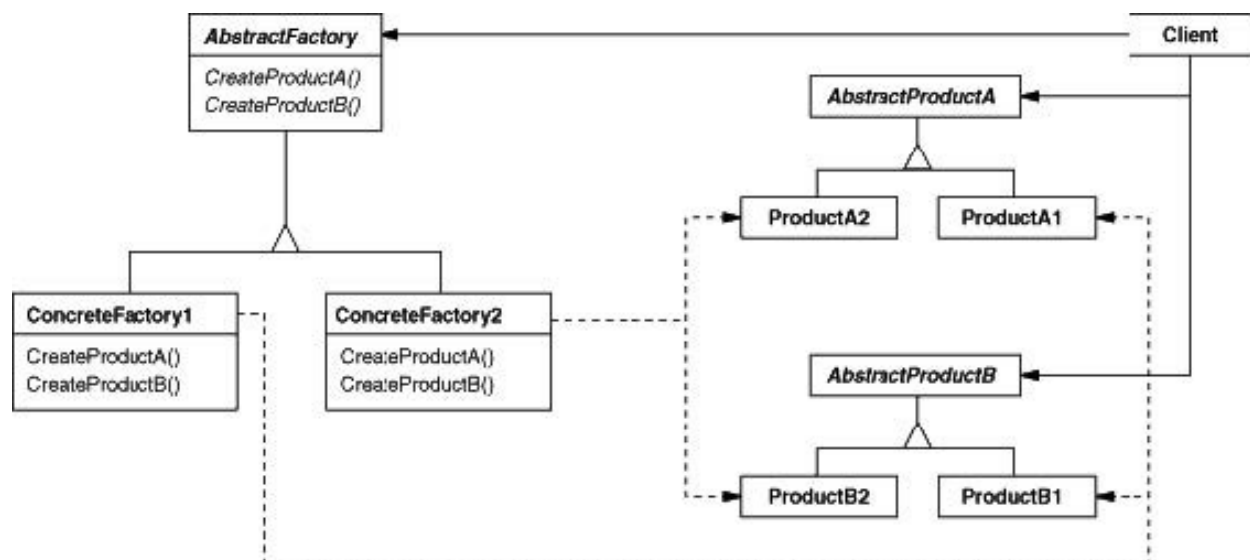 AbstractFactory
Client
CreateProductA()
CreateProductB()
AbstractProductA
ProductA2
ProductA1
ConcreteFactory1
ConcreteFactory2
CreateProductA()
CreateProductA()
CreateProductB()
CreateProductB()
AbstractProductB
ProductB2
ProductB1